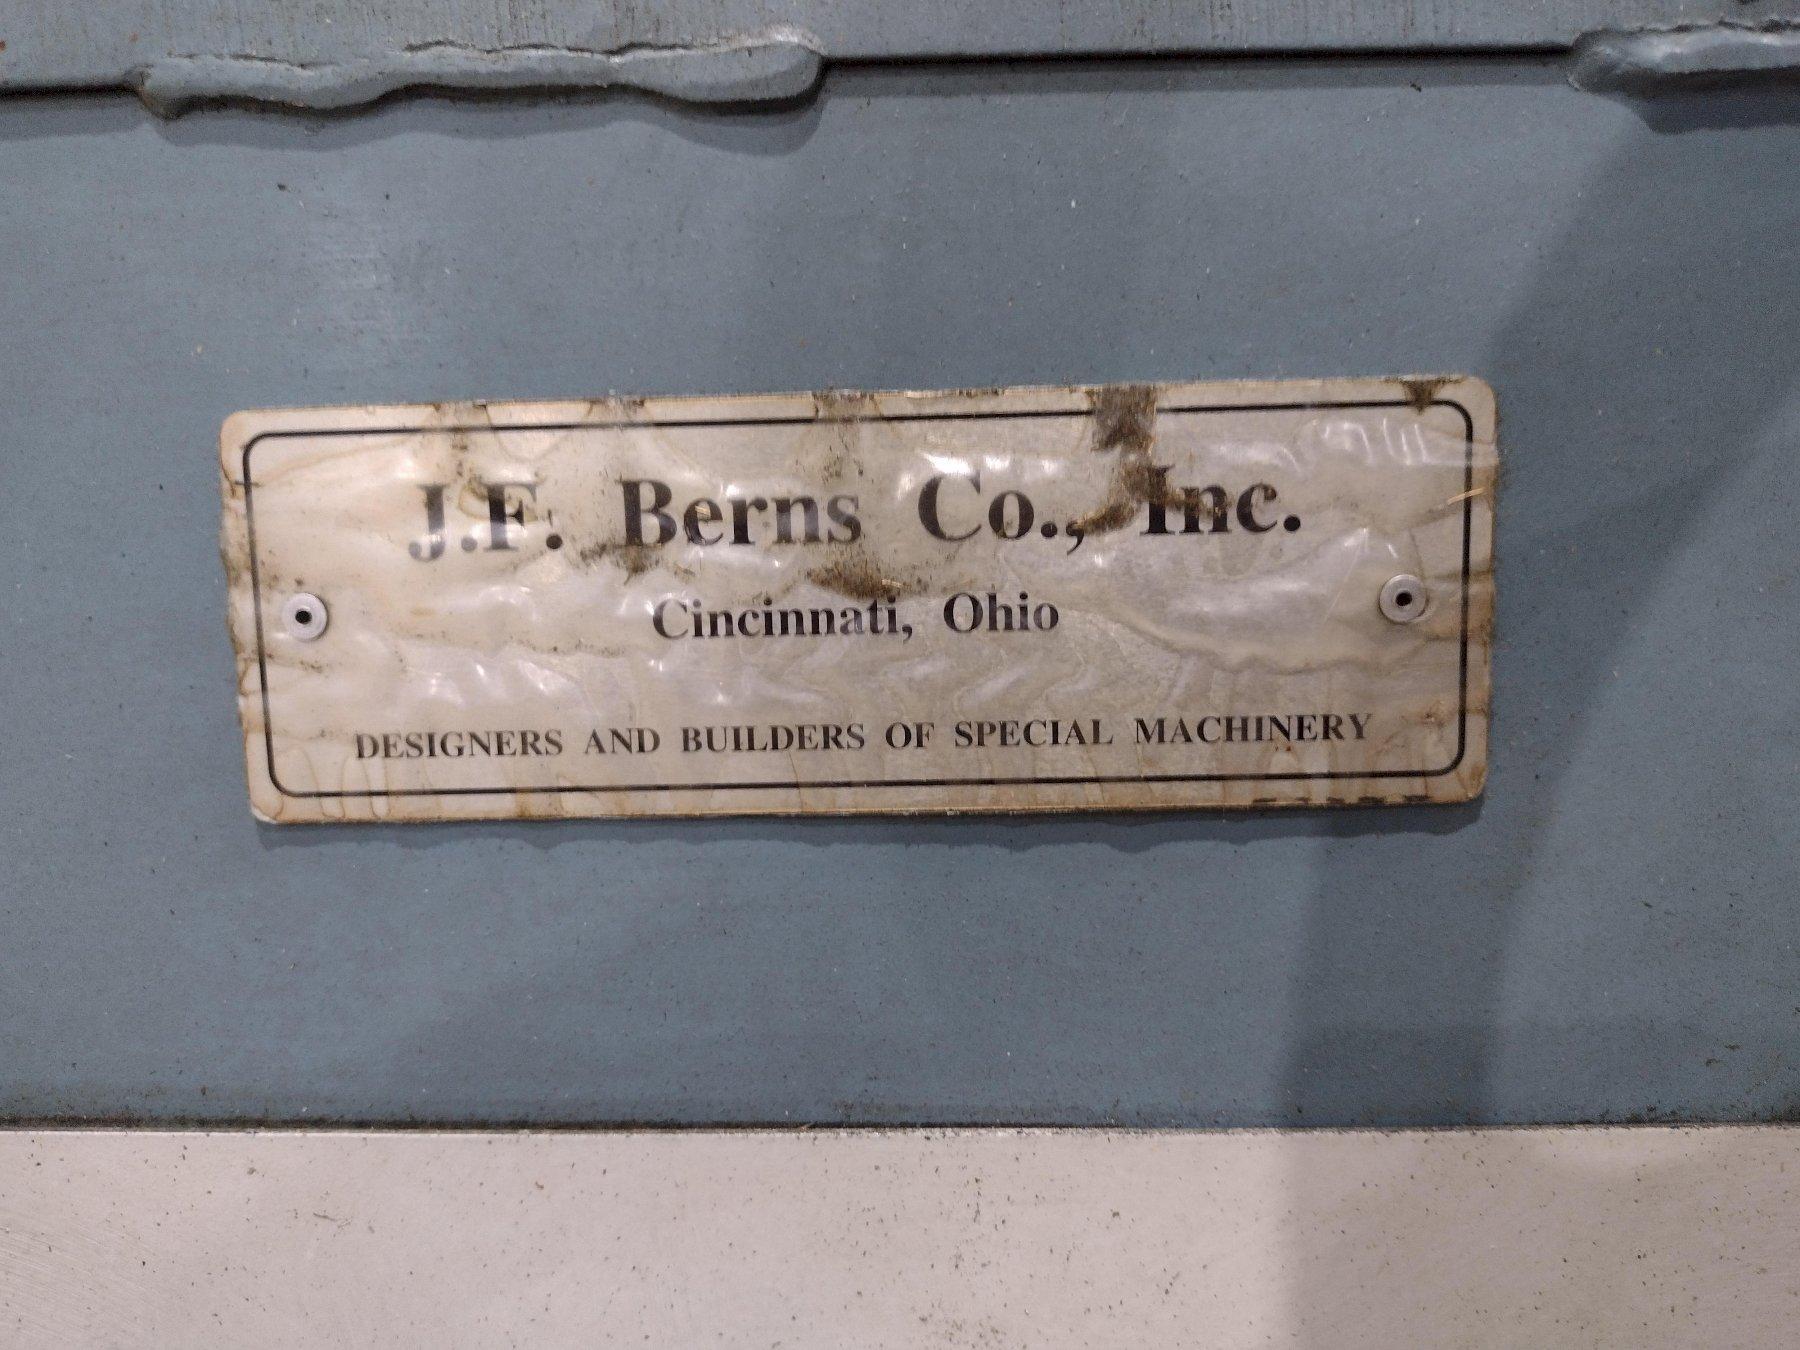 J.F. Berns Co., Inc.
Cincinnati, Ohio
DESIGNERS AND BUILDERS OF SPECIAL MACHINERY